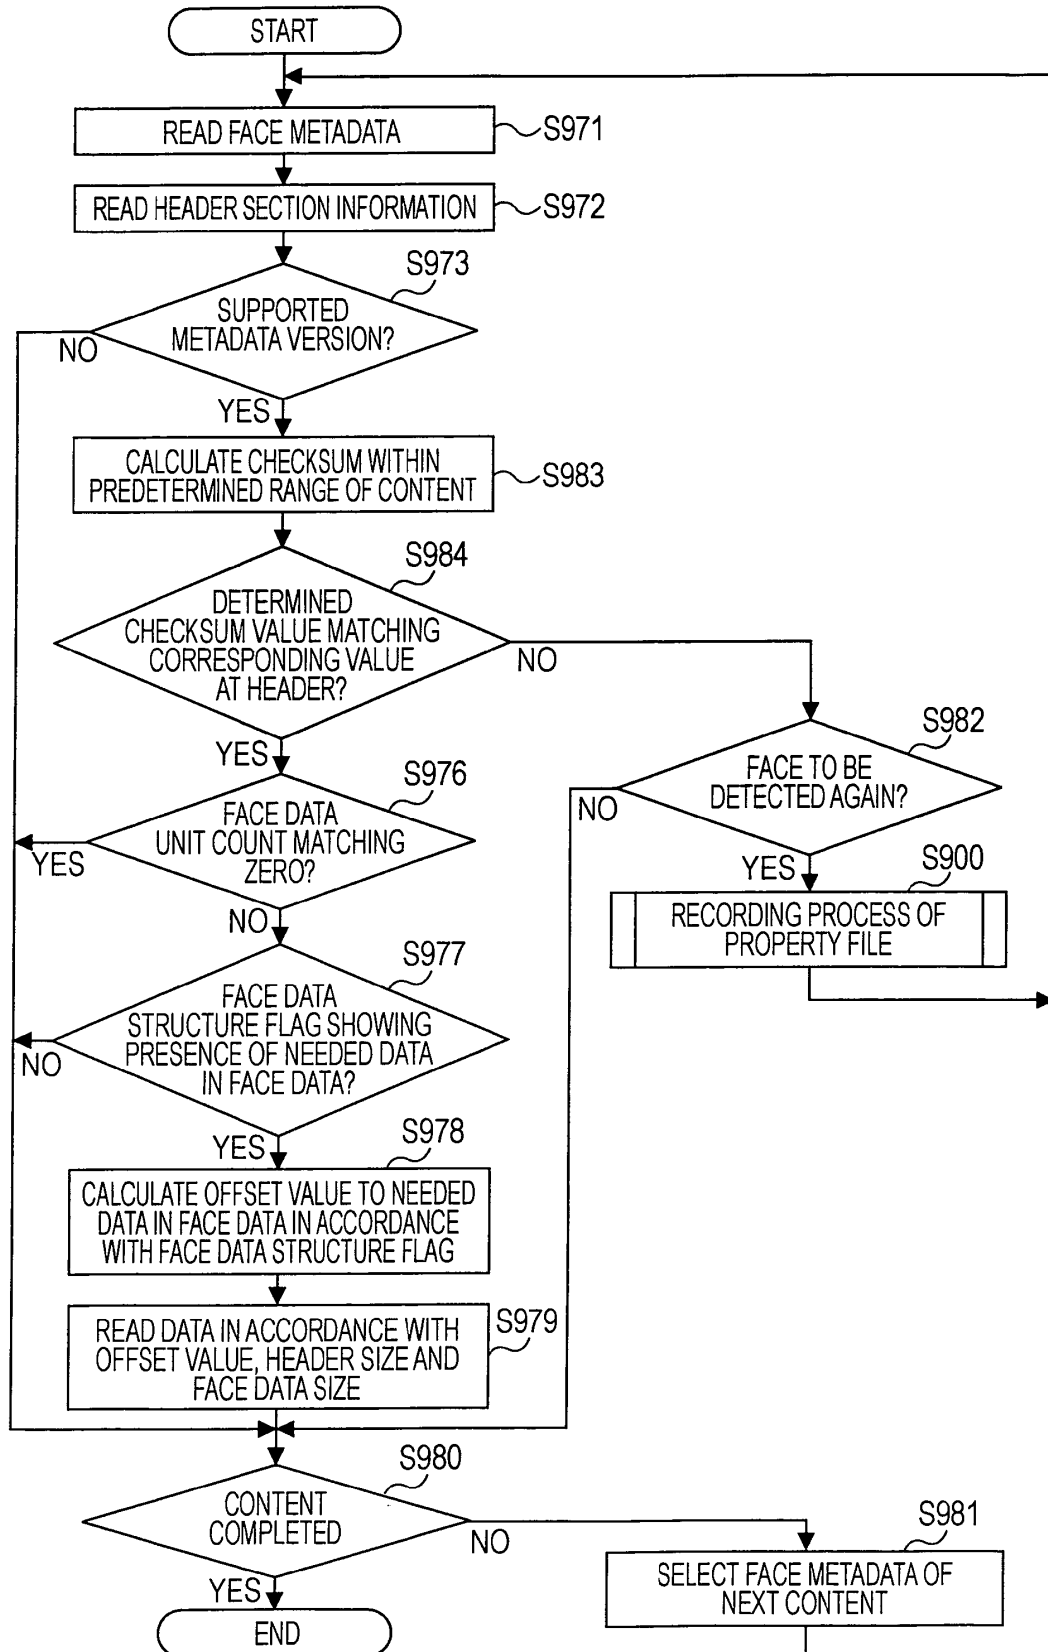 START
READ FACE METADATA
S971
READ HEADER SECTION INFORMATION
S972
S973
SUPPORTED
METADATA VERSION?
NO
YES
CALCULATE CHECKSUM WITHIN
PREDETERMINED RANGE OF CONTENT
S983
S984
DETERMINED
CHECKSUM VALUE MATCHING
CORRESPONDING VALUE
AT HEADER?
NO
YES
S982
FACE TO BE
DETECTED AGAIN?
NO
YES
S900
RECORDING PROCESS OF
PROPERTY FILE
S976
FACE DATA
UNIT COUNT MATCHING
ZERO?
YES
NO
S977
FACE DATA
STRUCTURE FLAG SHOWING
PRESENCE OF NEEDED DATA
IN FACE DATA?
NO
YES
S978
CALCULATE OFFSET VALUE TO NEEDED
DATA IN FACE DATA IN ACCORDANCE
WITH FACE DATA STRUCTURE FLAG
READ DATA IN ACCORDANCE WITH
OFFSET VALUE, HEADER SIZE AND
FACE DATA SIZE
S979
S980
CONTENT
COMPLETED
NO
YES
S981
SELECT FACE METADATA OF
NEXT CONTENT
END